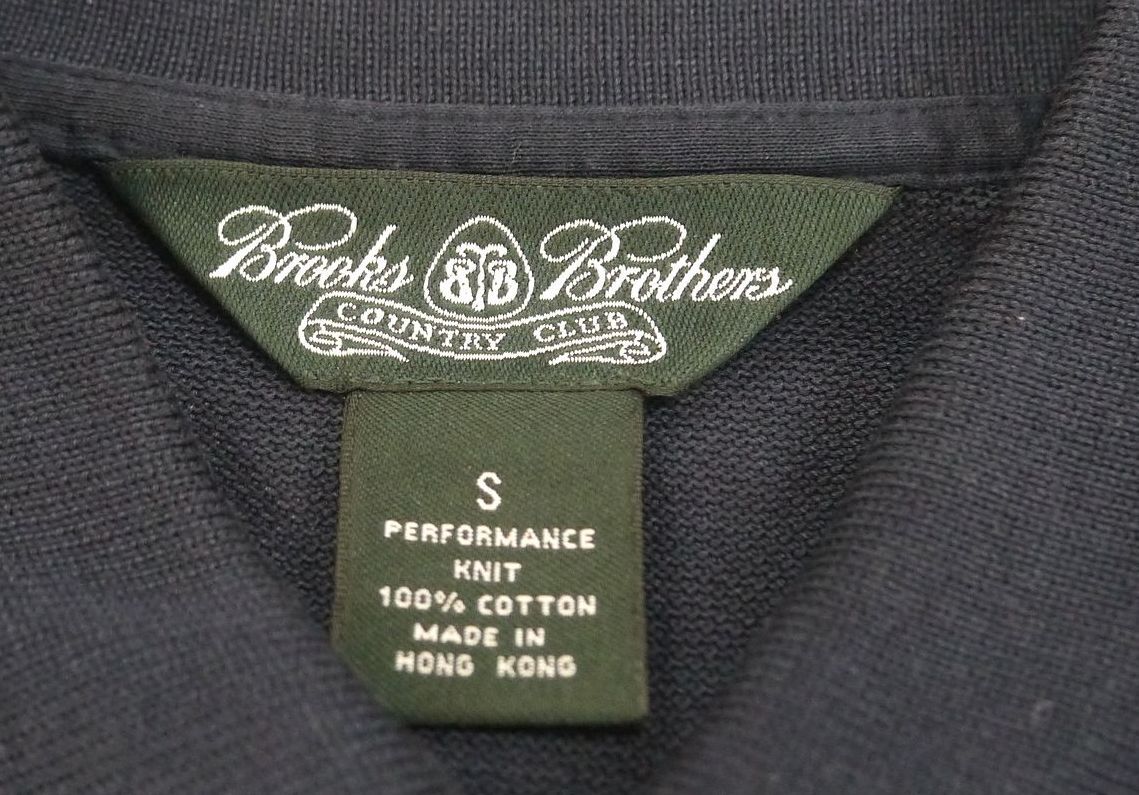 Brooks BB Brothers
COUNTRY CLUB
S
PERFORMANCE
KNIT
100% COTTON
MADE IN
HONG KONG